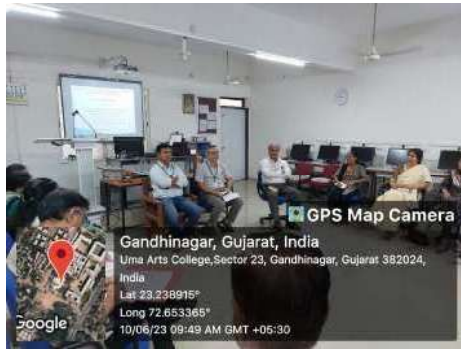 GPS Map Camera
Gandhinagar, Gujarat, India
Uma Arts College,Sector 23, Gandhinagar, Gujarat 382024,
India
Lat 23.238915°
Long 72.653365°
10/06/23 09:49 AM GMT +05:30
Google